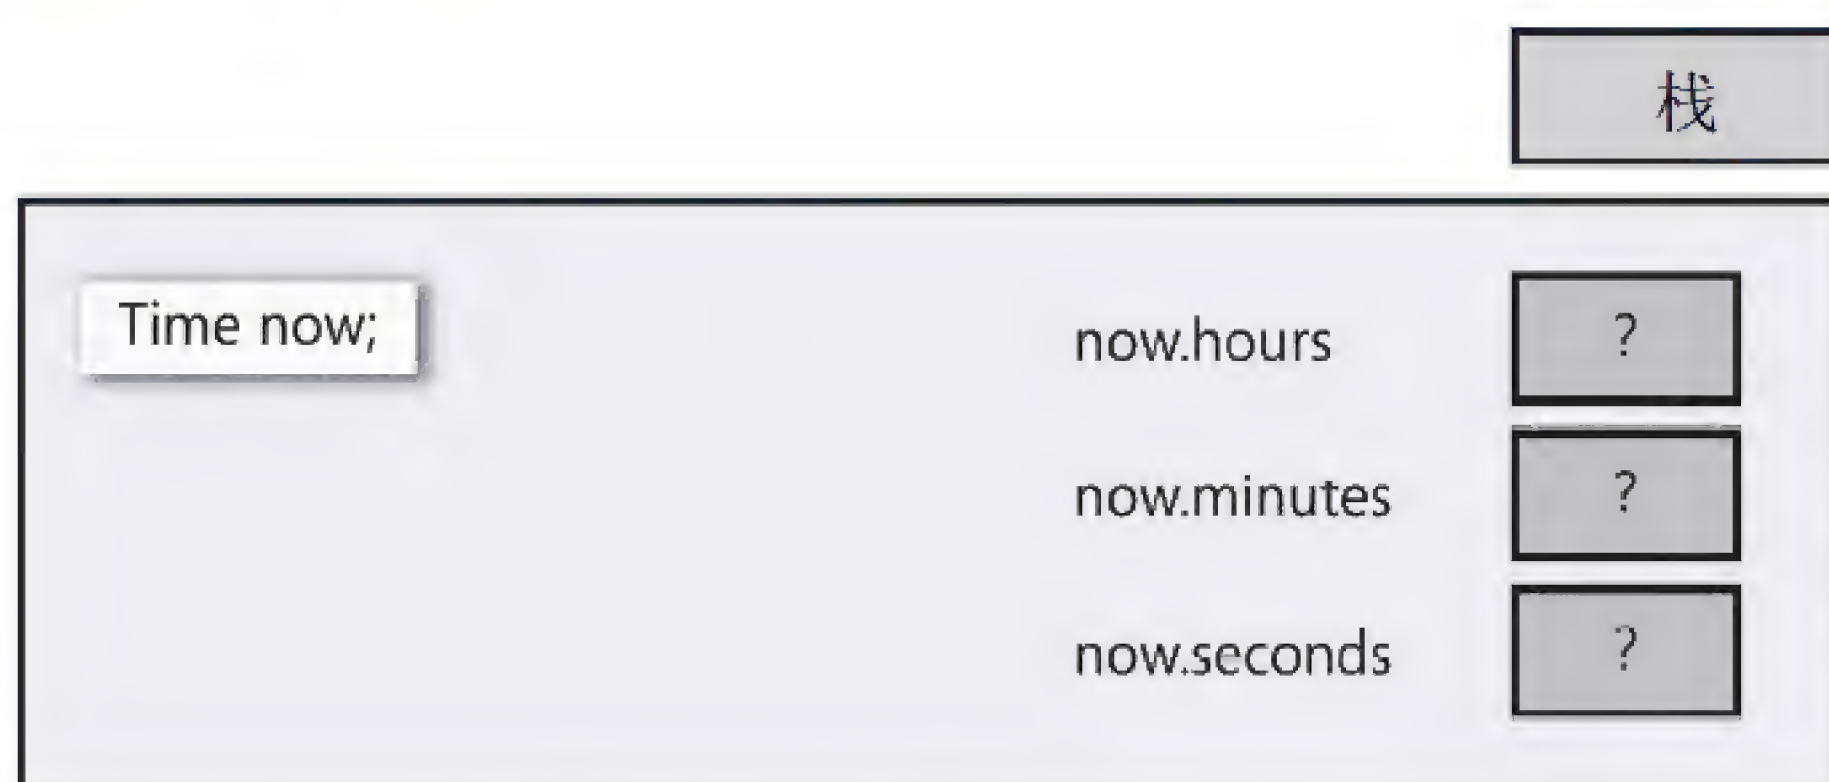 栈
Time now;
now.hours ?
now.minutes ?
now.seconds ?